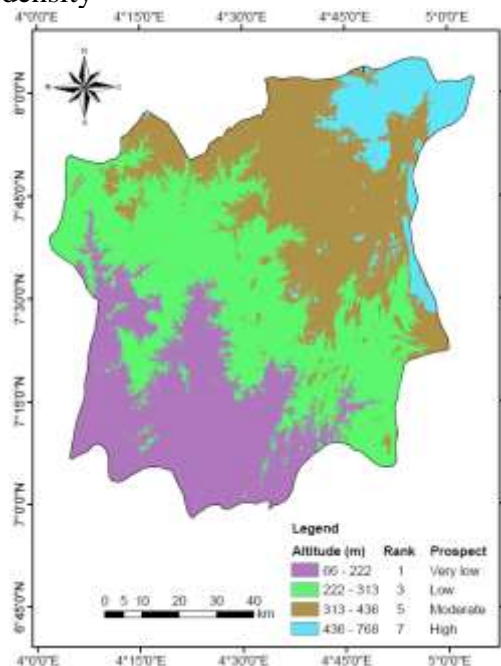 density
4°0'0"E 4°15'0"E 4°30'0"E 4°45'0"E 5°0'0"E
8°0'0"N
7°45'0"N
7°30'0"N
7°15'0"N
7°0'0"N
6°45'0"N
Legend
Altitude (m) Rank Prospect
66 - 222 1 Very low
222 - 313 3 Low
313 - 436 5 Moderate
436 - 768 7 High
0 5 10 20 30 40
km
4°0'0"E 4°15'0"E 4°30'0"E 4°45'0"E 5°0'0"E